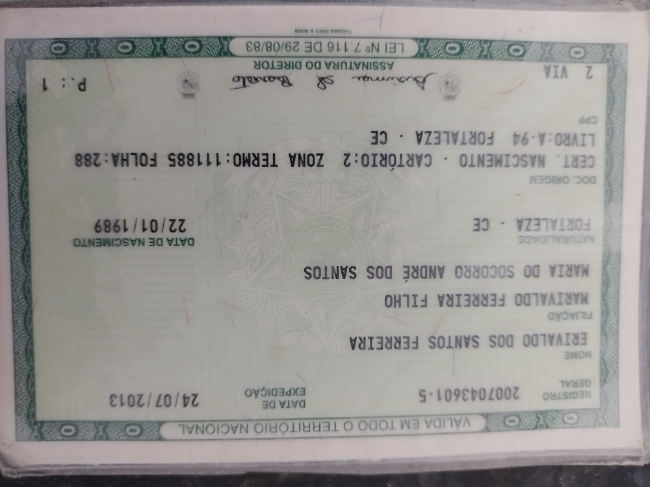 VÁLIDA EM TODO O TERRITÓRIO NACIONAL
REGISTRO GERAL 2007043601-5 DATA DE EXPEDIÇÃO 24/07/2013
NOME
ERIVALDO DOS SANTOS FERREIRA
FILIAÇÃO
MARIVALDO FERREIRA FILHO
MARIA DO SOCORRO ANDRÉ DOS SANTOS
NATURALIDADE DATA DE NASCIMENTO
FORTALEZA - CE 22/01/1989
DOC. ORIGEM
CERT. NASCIMENTO - CARTÓRIO:2 ZONA TERMO:111885 FOLHA:288
LIVRO:A-94 FORTALEZA - CE
CPF
2 VIA P.: 1
ASSINATURA DO DIRETOR
LEI Nº 7.116 DE 29/08/83